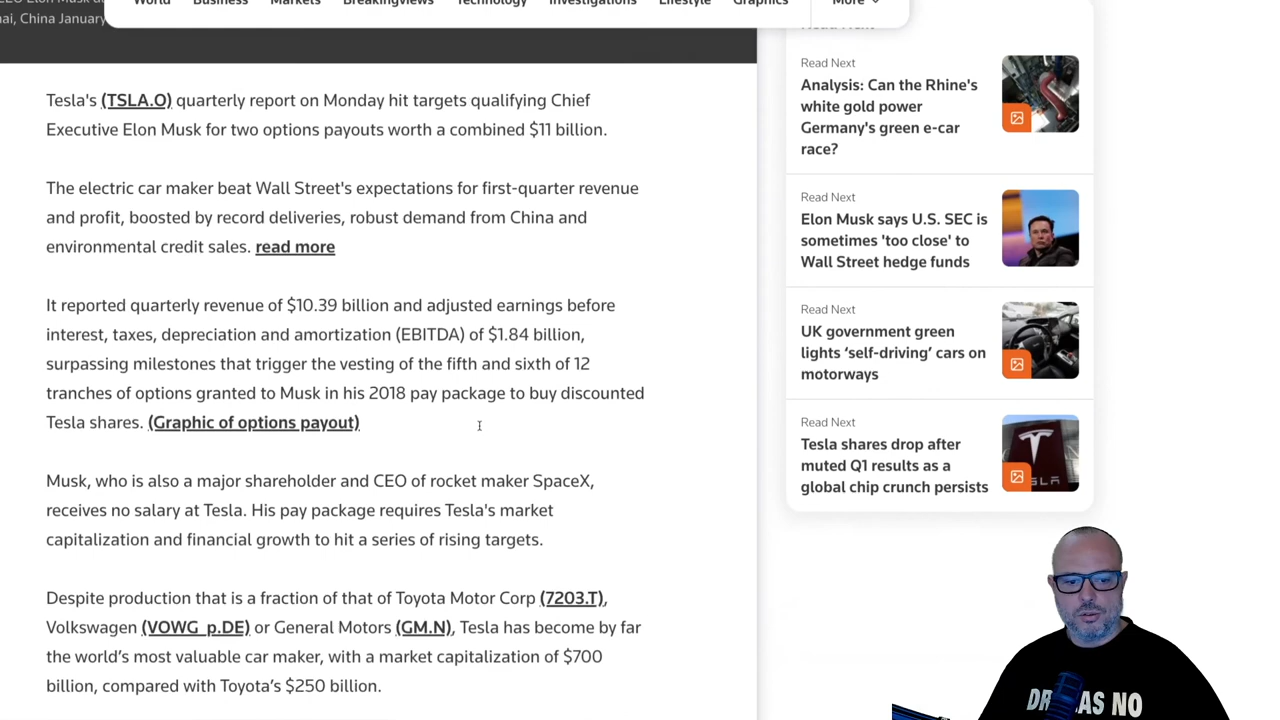 CEO Elon Musk
World Business Markets Breakingviews Technology Investigations Lifestyle Graphics More
nai, China January
Tesla's (TSLA.O) quarterly report on Monday hit targets qualifying Chief
Executive Elon Musk for two options payouts worth a combined $11 billion.
The electric car maker beat Wall Street's expectations for first-quarter revenue
and profit, boosted by record deliveries, robust demand from China and
environmental credit sales. read more
It reported quarterly revenue of $10.39 billion and adjusted earnings before
interest, taxes, depreciation and amortization (EBITDA) of $1.84 billion,
surpassing milestones that trigger the vesting of the fifth and sixth of 12
tranches of options granted to Musk in his 2018 pay package to buy discounted
Tesla shares. (Graphic of options payout)
Musk, who is also a major shareholder and CEO of rocket maker SpaceX,
receives no salary at Tesla. His pay package requires Tesla's market
capitalization and financial growth to hit a series of rising targets.
Despite production that is a fraction of that of Toyota Motor Corp (7203.T),
Volkswagen (VOWG_p.DE) or General Motors (GM.N), Tesla has become by far
the world's most valuable car maker, with a market capitalization of $700
billion, compared with Toyota's $250 billion.
Read Next
Read Next
Analysis: Can the Rhine's
white gold power
Germany's green e-car
race?
Read Next
Elon Musk says U.S. SEC is
sometimes 'too close' to
Wall Street hedge funds
Read Next
UK government green
lights ‘self-driving’ cars on
motorways
Read Next
Tesla shares drop after
muted Q1 results as a
global chip crunch persists